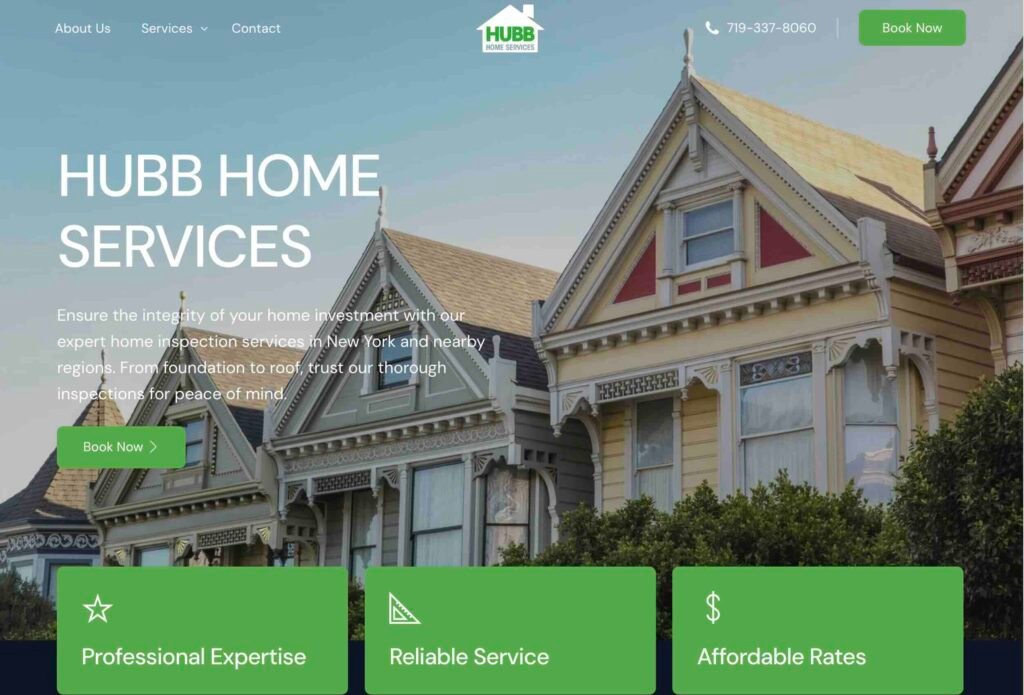 About Us
Services
Contact
HUBB
HOME SERVICES
719-337-8060
Book Now
HUBB HOME
SERVICES
Ensure the integrity of your home investment with our
expert home inspection services in New York and nearby
regions. From foundation to roof, trust our thorough
inspections for peace of mind.
Book Now
Professional Expertise
Reliable Service
Affordable Rates